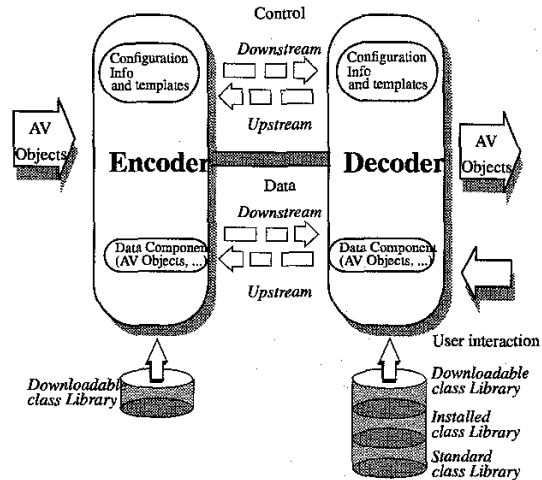 Control
Downstream
Configuration
Info
and templates
Configuration
Info
and templates
Upstream
AV
Objects
Encoder
Decoder
AV
Objects
Data
Downstream
Data Component
(AV Objects, ...)
Data Component
(AV Objects, ...)
Upstream
User interaction
Downloadable
class Library
Downloadable
class Library
Installed
class Library
Standard
class Library